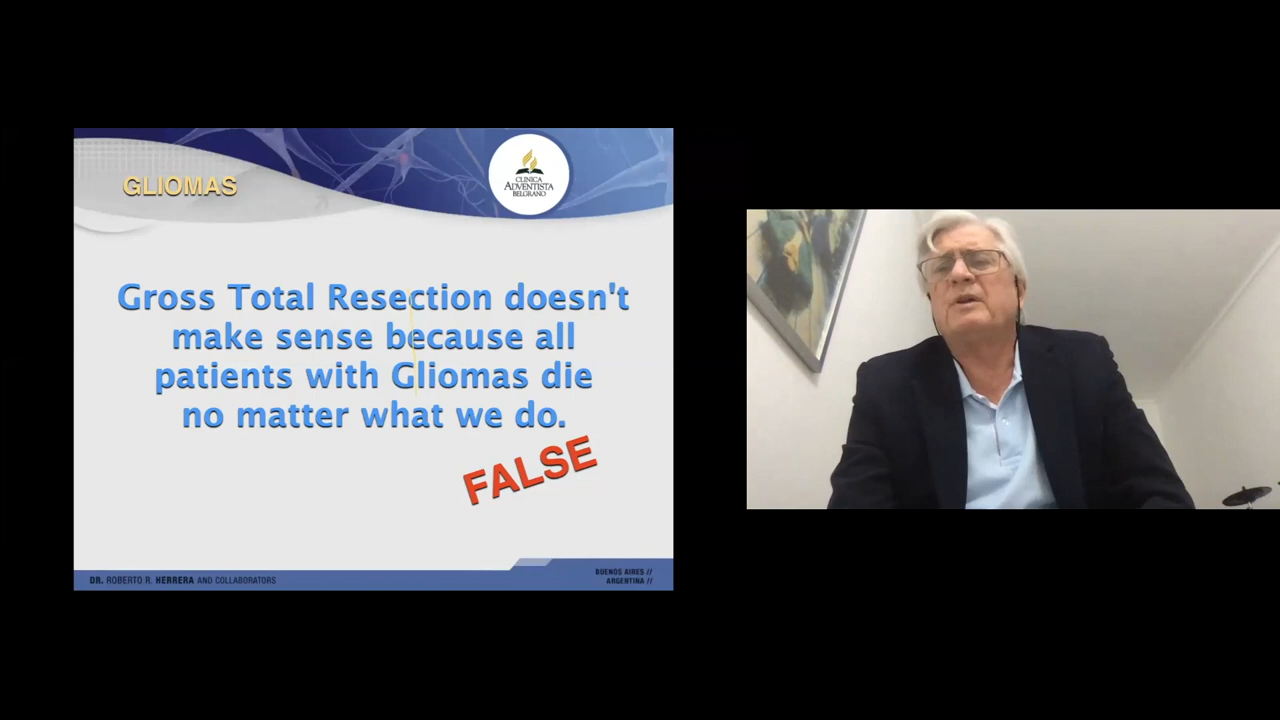 GLIOMAS
CLINICA
ADVENTISTA
BELGRANO
Gross Total Resection doesn't
make sense because all
patients with Gliomas die
no matter what we do.
FALSE
DR. ROBERTO R. HERRERA AND COLLABORATORS
BUENOS AIRES //
ARGENTINA //